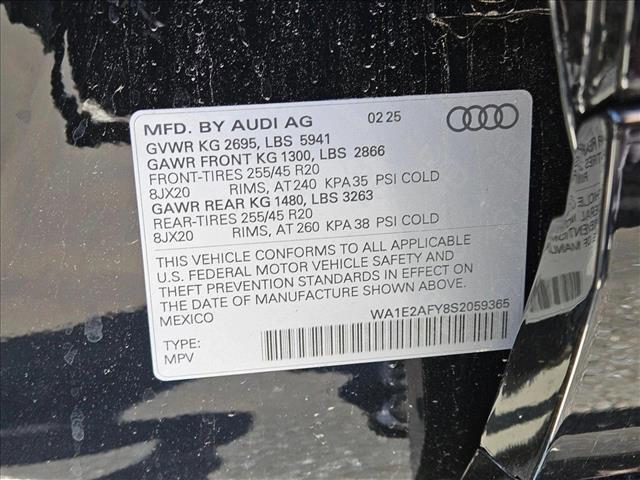 MFD. BY AUDI AG 02 25
GVWR KG 2695, LBS 5941
GAWR FRONT KG 1300, LBS 2866
FRONT-TIRES 255/45 R20
8JX20 RIMS, AT 240 KPA 35 PSI COLD
GAWR REAR KG 1480, LBS 3263
REAR-TIRES 255/45 R20
8JX20 RIMS, AT 260 KPA 38 PSI COLD
THIS VEHICLE CONFORMS TO ALL APPLICABLE
U.S. FEDERAL MOTOR VEHICLE SAFETY AND
THEFT PREVENTION STANDARDS IN EFFECT ON
THE DATE OF MANUFACTURE SHOWN ABOVE.
MEXICO WA1E2AFY8S2059365
TYPE:
MPV